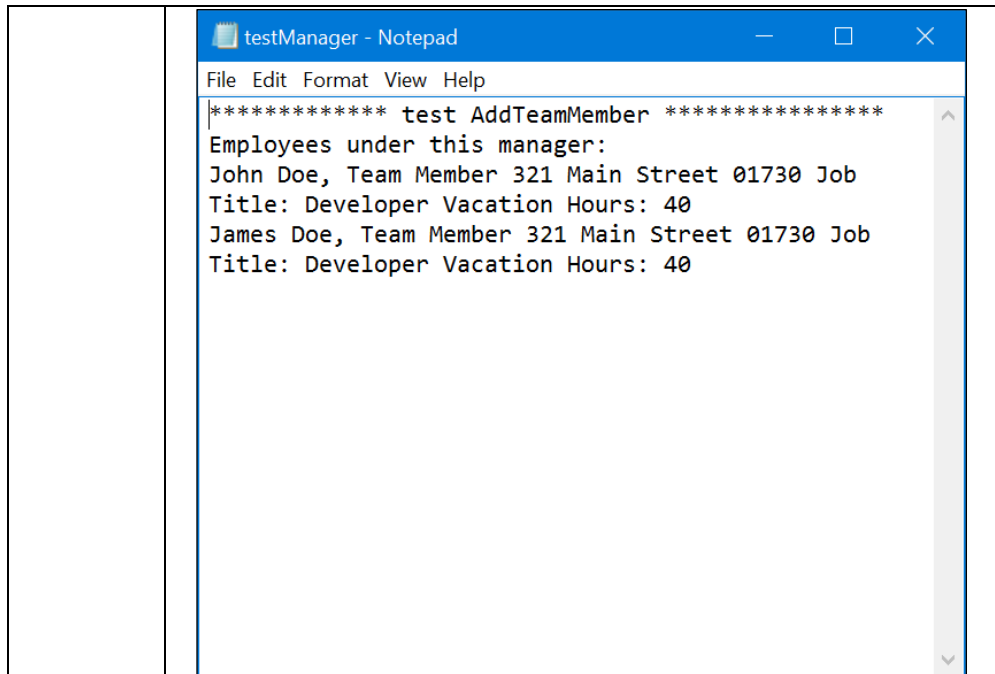 testManager - Notepad
File Edit Format View Help
************* test AddTeamMember ****************
Employees under this manager:
John Doe, Team Member 321 Main Street 01730 Job
Title: Developer Vacation Hours: 40
James Doe, Team Member 321 Main Street 01730 Job
Title: Developer Vacation Hours: 40